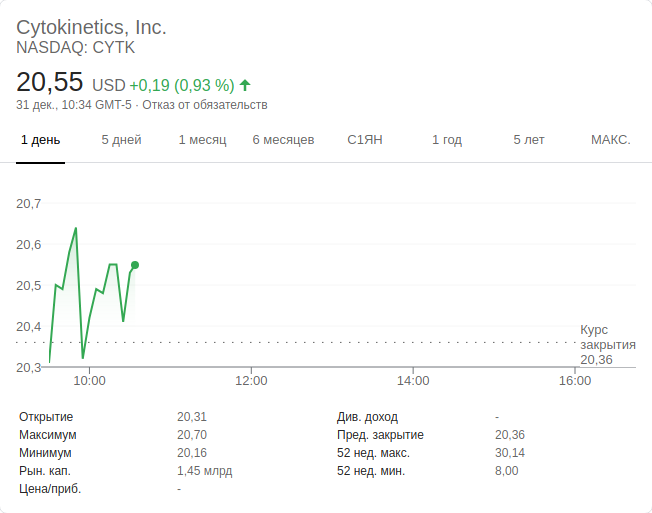 Cytokinetics, Inc.
NASDAQ: CYTK
20,55 USD +0,19 (0,93 %)
31 дек., 10:34 GMT-5 · Отказ от обязательств
1 день 5 дней 1 месяц 6 месяцев С1ЯН 1 год 5 лет МАКС.
20,7
20,6
20,5
20,4
20,3
Курс
закрытия
20,36
10:00 12:00 14:00 16:00
Открытие 20,31 Див. доход -
Максимум 20,70 Пред. закрытие 20,36
Минимум 20,16 52 нед. макс. 30,14
Рын. кап. 1,45 млрд 52 нед. мин. 8,00
Цена/приб. -